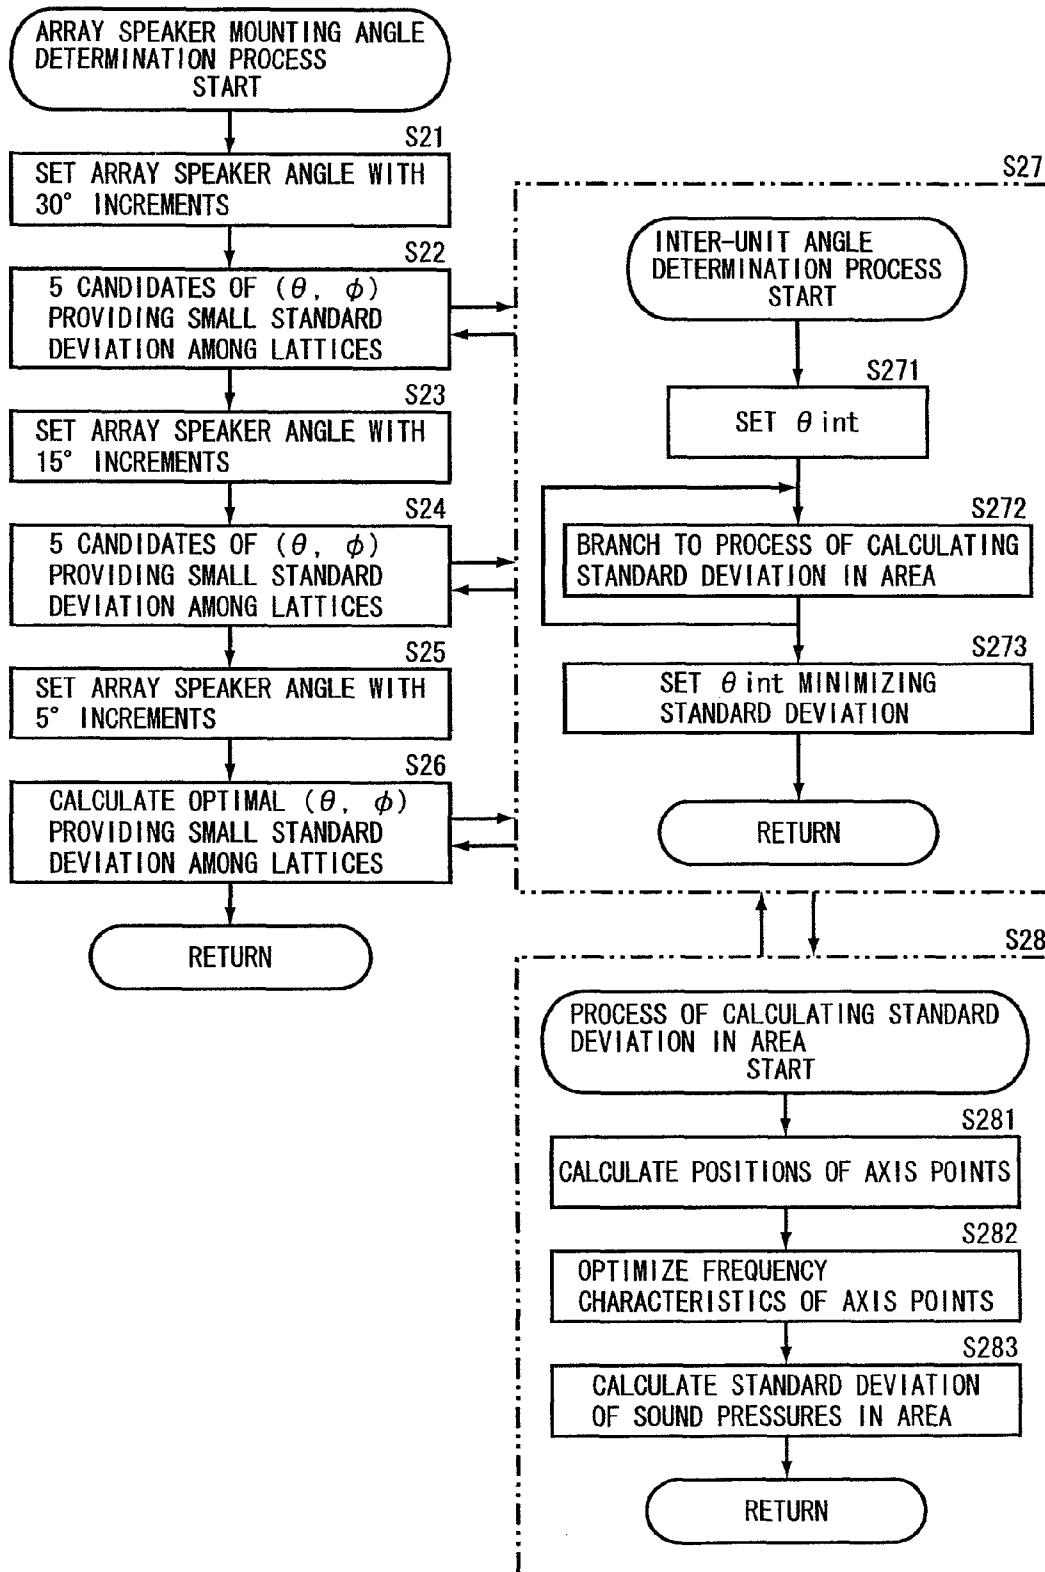 ARRAY SPEAKER MOUNTING ANGLE
DETERMINATION PROCESS
START
S21
SET ARRAY SPEAKER ANGLE WITH
30° INCREMENTS
S22
5 CANDIDATES OF (θ, φ)
PROVIDING SMALL STANDARD
DEVIATION AMONG LATTICES
S23
SET ARRAY SPEAKER ANGLE WITH
15° INCREMENTS
S24
5 CANDIDATES OF (θ, φ)
PROVIDING SMALL STANDARD
DEVIATION AMONG LATTICES
S25
SET ARRAY SPEAKER ANGLE WITH
5° INCREMENTS
S26
CALCULATE OPTIMAL (θ, φ)
PROVIDING SMALL STANDARD
DEVIATION AMONG LATTICES
RETURN
S27
INTER-UNIT ANGLE
DETERMINATION PROCESS
START
S271
SET θint
S272
BRANCH TO PROCESS OF CALCULATING
STANDARD DEVIATION IN AREA
S273
SET θint MINIMIZING
STANDARD DEVIATION
RETURN
S28
PROCESS OF CALCULATING STANDARD
DEVIATION IN AREA
START
S281
CALCULATE POSITIONS OF AXIS POINTS
S282
OPTIMIZE FREQUENCY
CHARACTERISTICS OF AXIS POINTS
S283
CALCULATE STANDARD DEVIATION
OF SOUND PRESSURES IN AREA
RETURN